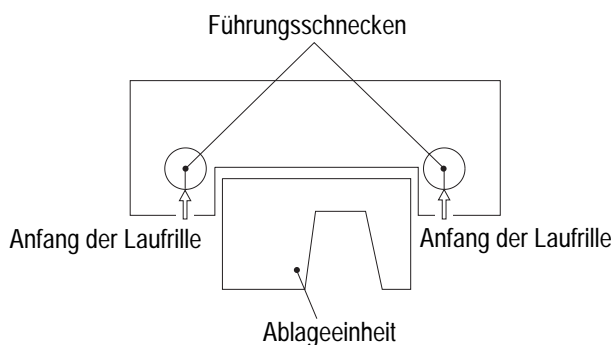 Führungsschnecken
Anfang der Laufrille
Anfang der Laufrille
Ablageeinheit